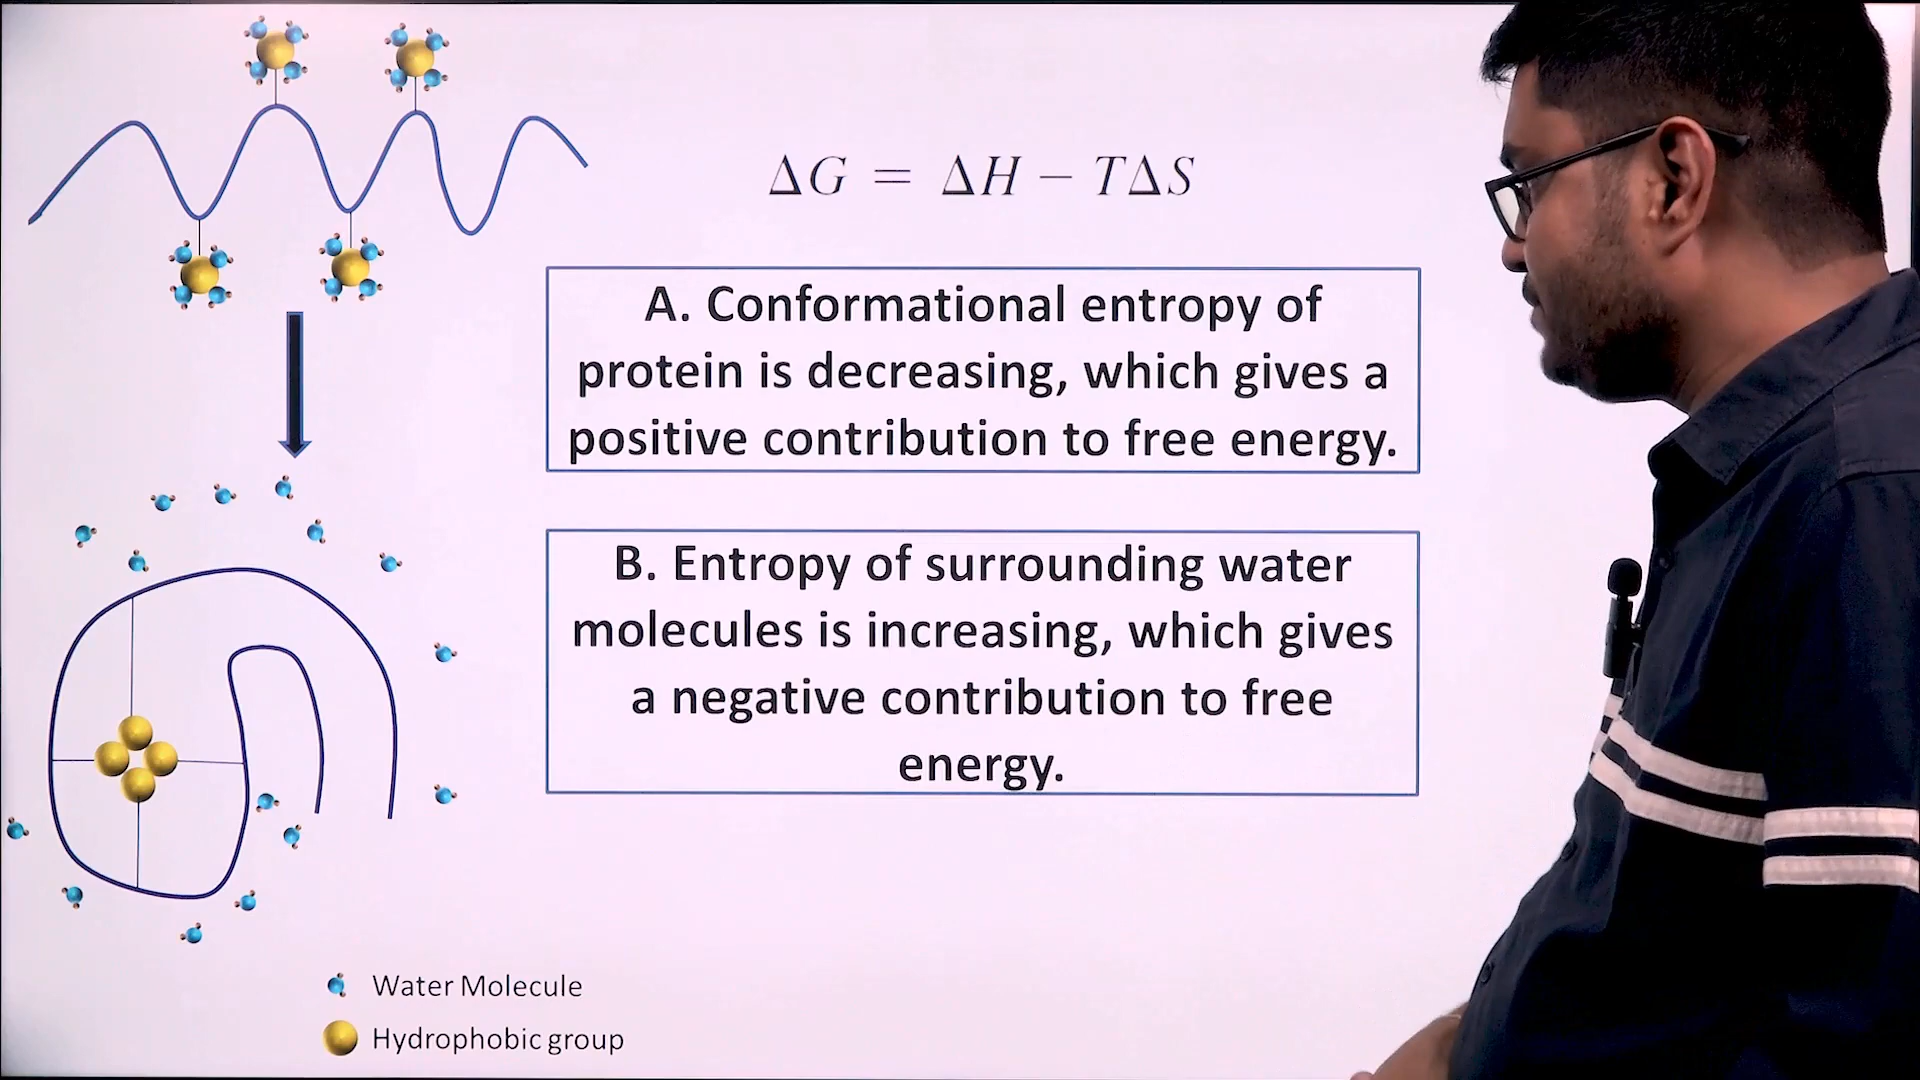 ΔG = ΔH − TΔS
A. Conformational entropy of
protein is decreasing, which gives a
positive contribution to free energy.
B. Entropy of surrounding water
molecules is increasing, which gives
a negative contribution to free
energy.
Water Molecule
Hydrophobic group